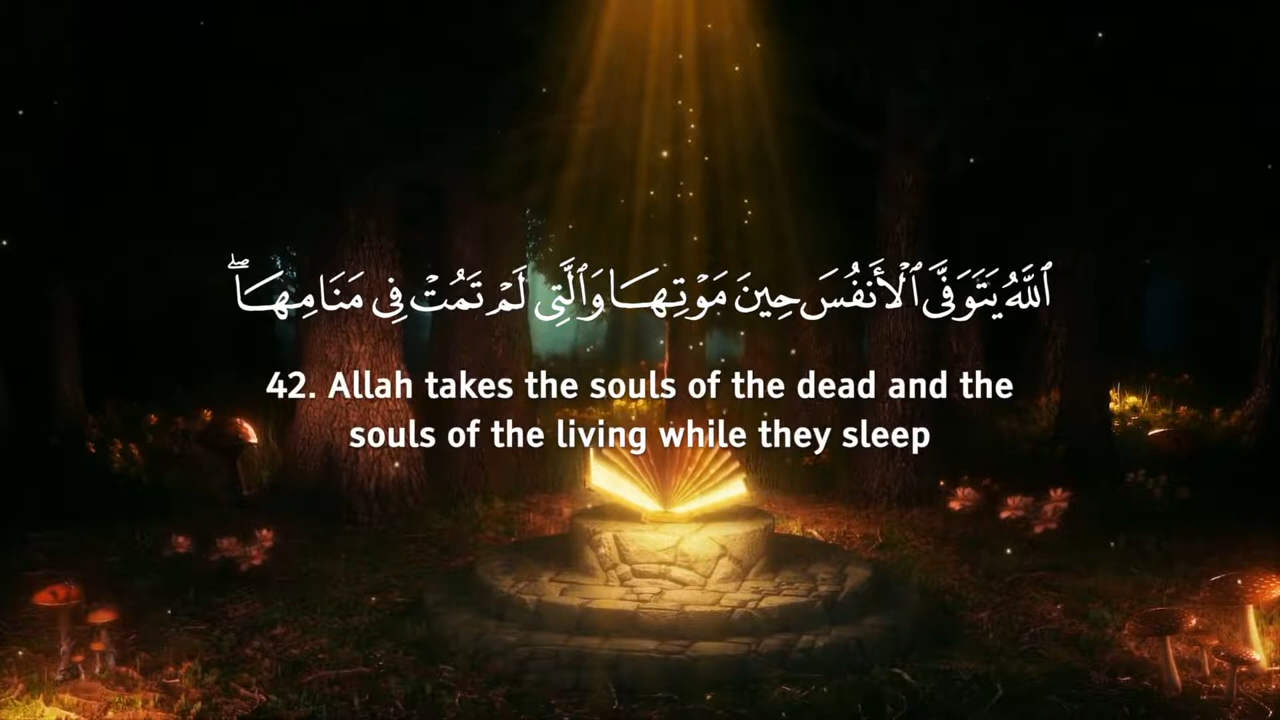 ٱللَّهُ يَتَوَفَّى ٱلْأَنفُسَ حِينَ مَوْتِهَا وَٱلَّتِى لَمْ تَمُتْ فِى مَنَامِهَا ۖ
42. Allah takes the souls of the dead and the
souls of the living while they sleep